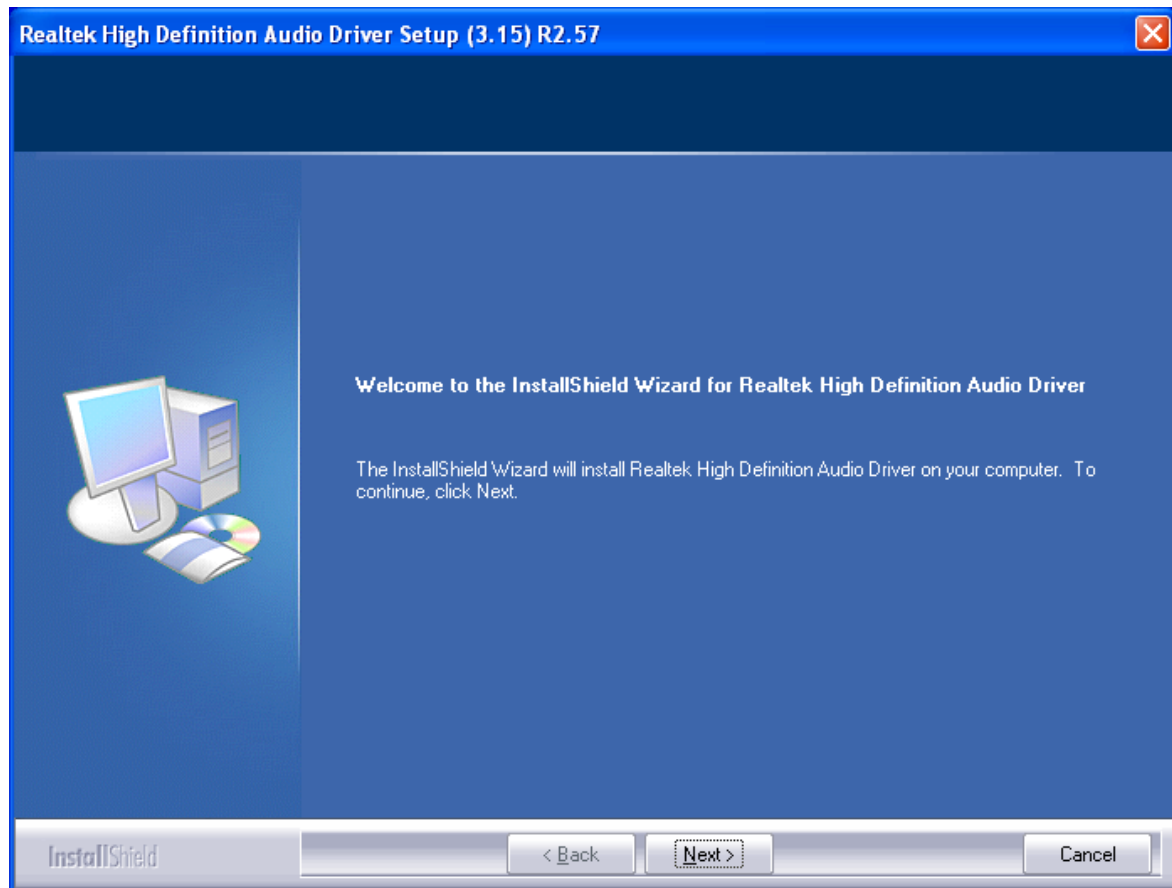 Realtek High Definition Audio Driver Setup (3.15) R2.57
Welcome to the InstallShield Wizard for Realtek High Definition Audio Driver
The InstallShield Wizard will install Realtek High Definition Audio Driver on your computer.  To
continue, click Next.
InstallShield
< Back
Next >
Cancel